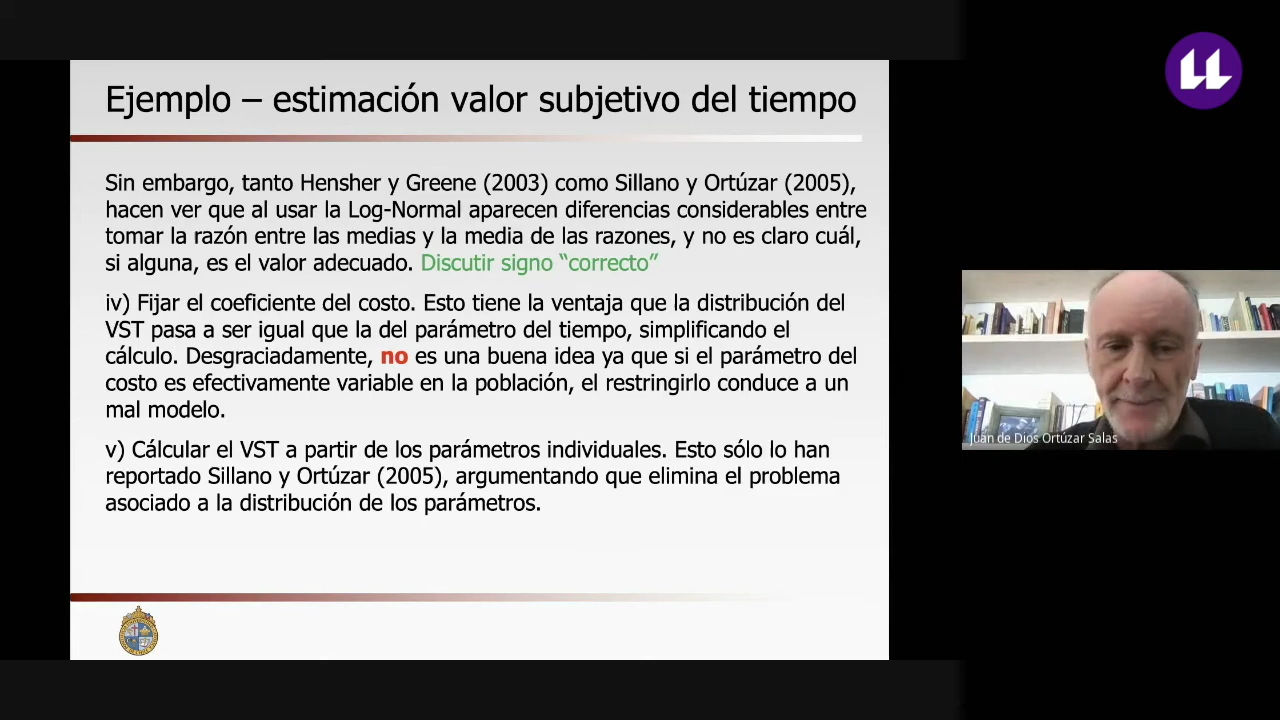 Ejemplo – estimación valor subjetivo del tiempo
Sin embargo, tanto Hensher y Greene (2003) como Sillano y Ortúzar (2005),
hacen ver que al usar la Log-Normal aparecen diferencias considerables entre
tomar la razón entre las medias y la media de las razones, y no es claro cuál,
si alguna, es el valor adecuado. Discutir signo “correcto”
iv) Fijar el coeficiente del costo. Esto tiene la ventaja que la distribución del
VST pasa a ser igual que la del parámetro del tiempo, simplificando el
cálculo. Desgraciadamente, no es una buena idea ya que si el parámetro del
costo es efectivamente variable en la población, el restringirlo conduce a un
mal modelo.
v) Cálcular el VST a partir de los parámetros individuales. Esto sólo lo han
reportado Sillano y Ortúzar (2005), argumentando que elimina el problema
asociado a la distribución de los parámetros.
Juan de Dios Ortúzar Salas